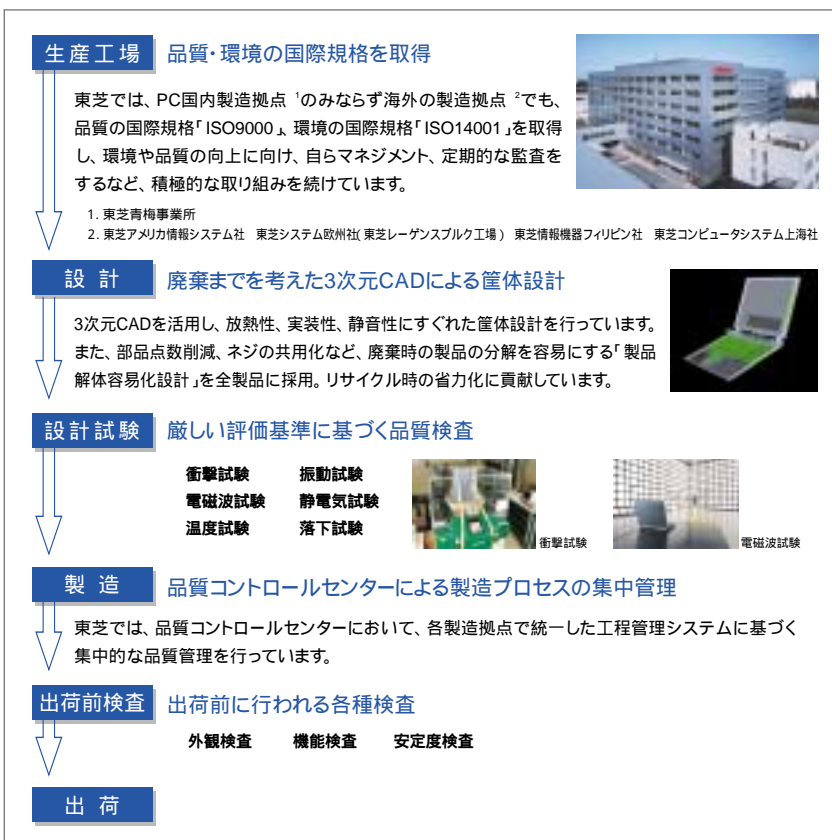 生産工場 品質・環境の国際規格を取得
東芝では、PC国内製造拠点 1のみならず海外の製造拠点 2でも、
品質の国際規格「ISO9000」、環境の国際規格「ISO14001」を取得
し、環境や品質の向上に向け、自らマネジメント、定期的な監査を
するなど、積極的な取り組みを続けています。
1. 東芝青梅事業所
2. 東芝アメリカ情報システム社 東芝システム欧州社(東芝レーゲンスブルク工場) 東芝情報機器フィリピン社 東芝コンピュータシステム上海社
設 計 廃棄までを考えた3次元CADによる筐体設計
3次元CADを活用し、放熱性、実装性、静音性にすぐれた筐体設計を行っています。
また、部品点数削減、ネジの共用化など、廃棄時の製品の分解を容易にする「製品
解体容易化設計」を全製品に採用。リサイクル時の省力化に貢献しています。
設計試験 厳しい評価基準に基づく品質検査
衝撃試験 振動試験
電磁波試験 静電気試験
温度試験 落下試験
衝撃試験 電磁波試験
製 造 品質コントロールセンターによる製造プロセスの集中管理
東芝では、品質コントロールセンターにおいて、各製造拠点で統一した工程管理システムに基づく
集中的な品質管理を行っています。
出荷前検査 出荷前に行われる各種検査
外観検査 機能検査 安定度検査
出 荷